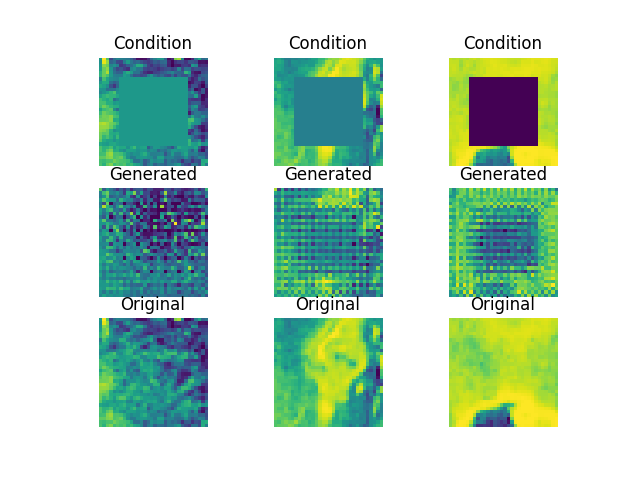 Condition Condition Condition
Generated Generated Generated
Original Original Original